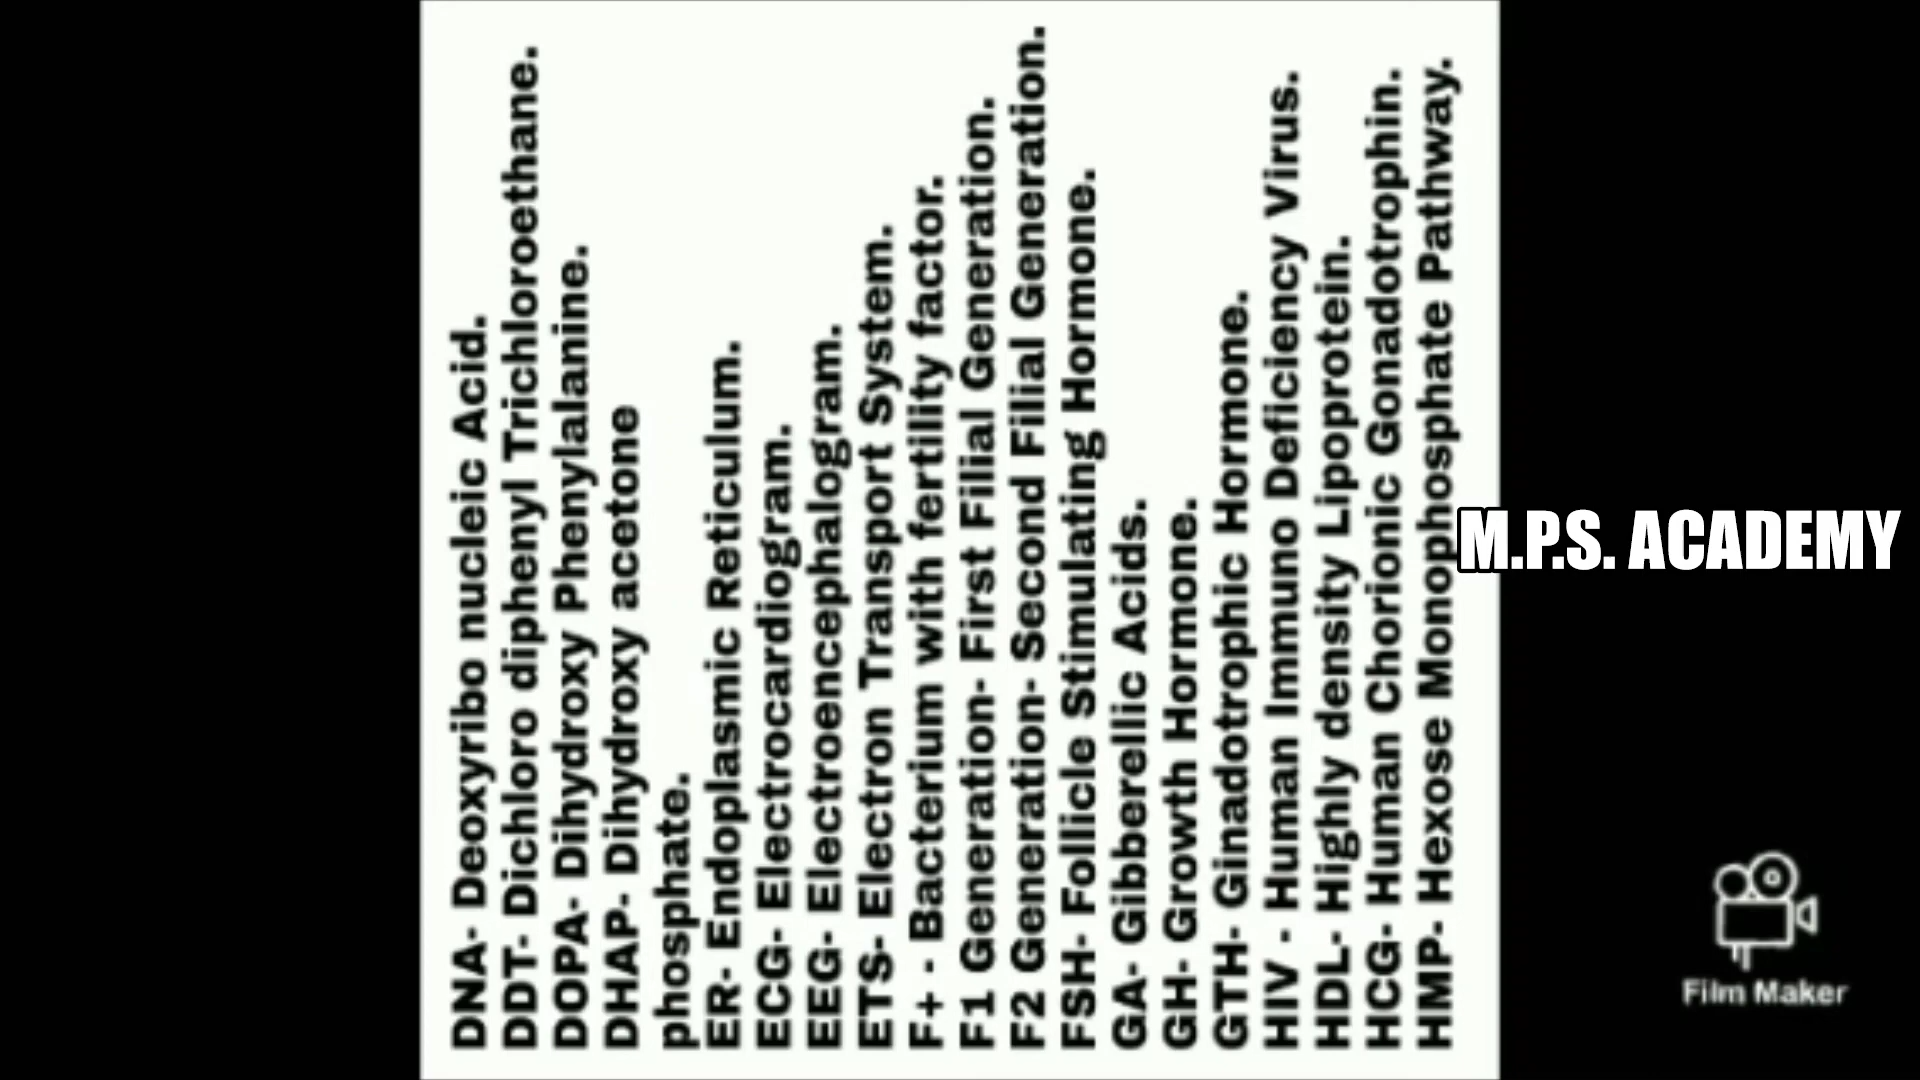 DNA- Deoxyribo nucleic Acid.
DDT- Dichloro diphenyl Trichloroethane.
DOPA- Dihydroxy Phenylalanine.
DHAP- Dihydroxy acetone
phosphate.
ER- Endoplasmic Reticulum.
ECG- Electrocardiogram.
EEG- Electroencephalogram.
ETS- Electron Transport System.
F+ - Bacterium with fertility factor.
F1 Generation- First Filial Generation.
F2 Generation- Second Filial Generation.
FSH- Follicle Stimulating Hormone.
GA- Gibberellic Acids.
GH- Growth Hormone.
GTH- Ginadotrophic Hormone.
HIV - Human Immuno Deficiency Virus.
HDL- Highly density Lipoprotein.
HCG- Human Chorionic Gonadotrophin.
HMP- Hexose Monophosphate Pathway.
M.P.S. ACADEMY
Film Maker